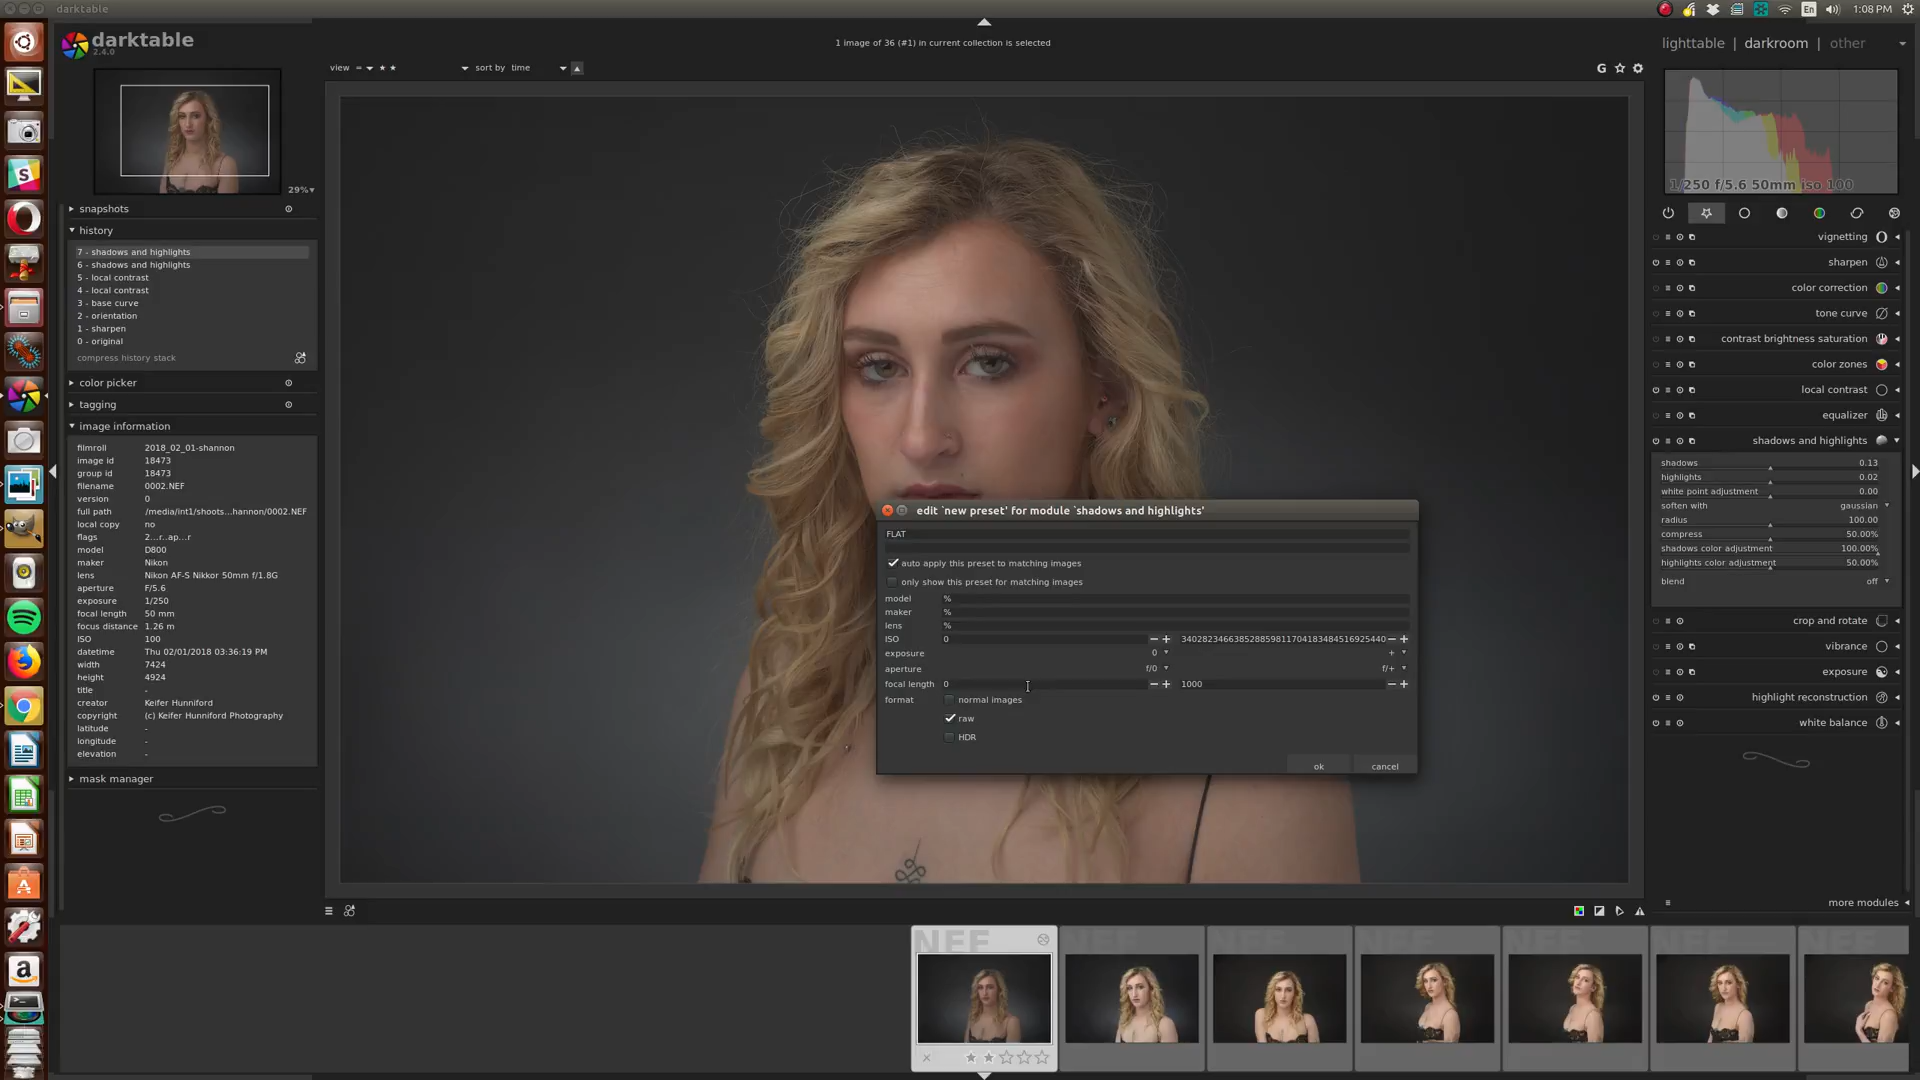 darktable
1:08 PM
En
darktable
2.4.0
1 image of 36 (#1) in current collection is selected
lighttable | darkroom | other
view = ★ ★ sort by time
G
29%
1/250 f/5.6 50mm iso 100
snapshots
history
7 - shadows and highlights
6 - shadows and highlights
5 - local contrast
4 - local contrast
3 - base curve
2 - orientation
1 - sharpen
0 - original
compress history stack
color picker
tagging
image information
filmroll 2018_02_01-shannon
image id 18473
group id 18473
filename 0002.NEF
version 0
full path /media/int1/shoots...hannon/0002.NEF
local copy no
flags 2...r..ap...r
model D800
maker Nikon
lens Nikon AF-S Nikkor 50mm f/1.8G
aperture F/5.6
exposure 1/250
focal length 50 mm
focus distance 1.26 m
ISO 100
datetime Thu 02/01/2018 03:36:19 PM
width 7424
height 4924
title -
creator Keifer Hunniford
copyright (c) Keifer Hunniford Photography
latitude -
longitude -
elevation -
mask manager
edit `new preset' for module `shadows and highlights'
FLAT
auto apply this preset to matching images
only show this preset for matching images
model %
maker %
lens %
ISO 0 340282346638528859811704183484516925440
exposure 0 +
aperture f/0 f/+
focal length 0 1000
format normal images
raw
HDR
ok cancel
vignetting
sharpen
color correction
tone curve
contrast brightness saturation
color zones
local contrast
equalizer
shadows and highlights
shadows 0.13
highlights 0.02
white point adjustment 0.00
soften with gaussian
radius 100.00
compress 50.00%
shadows color adjustment 100.00%
highlights color adjustment 50.00%
blend off
crop and rotate
vibrance
exposure
highlight reconstruction
white balance
more modules
NEF